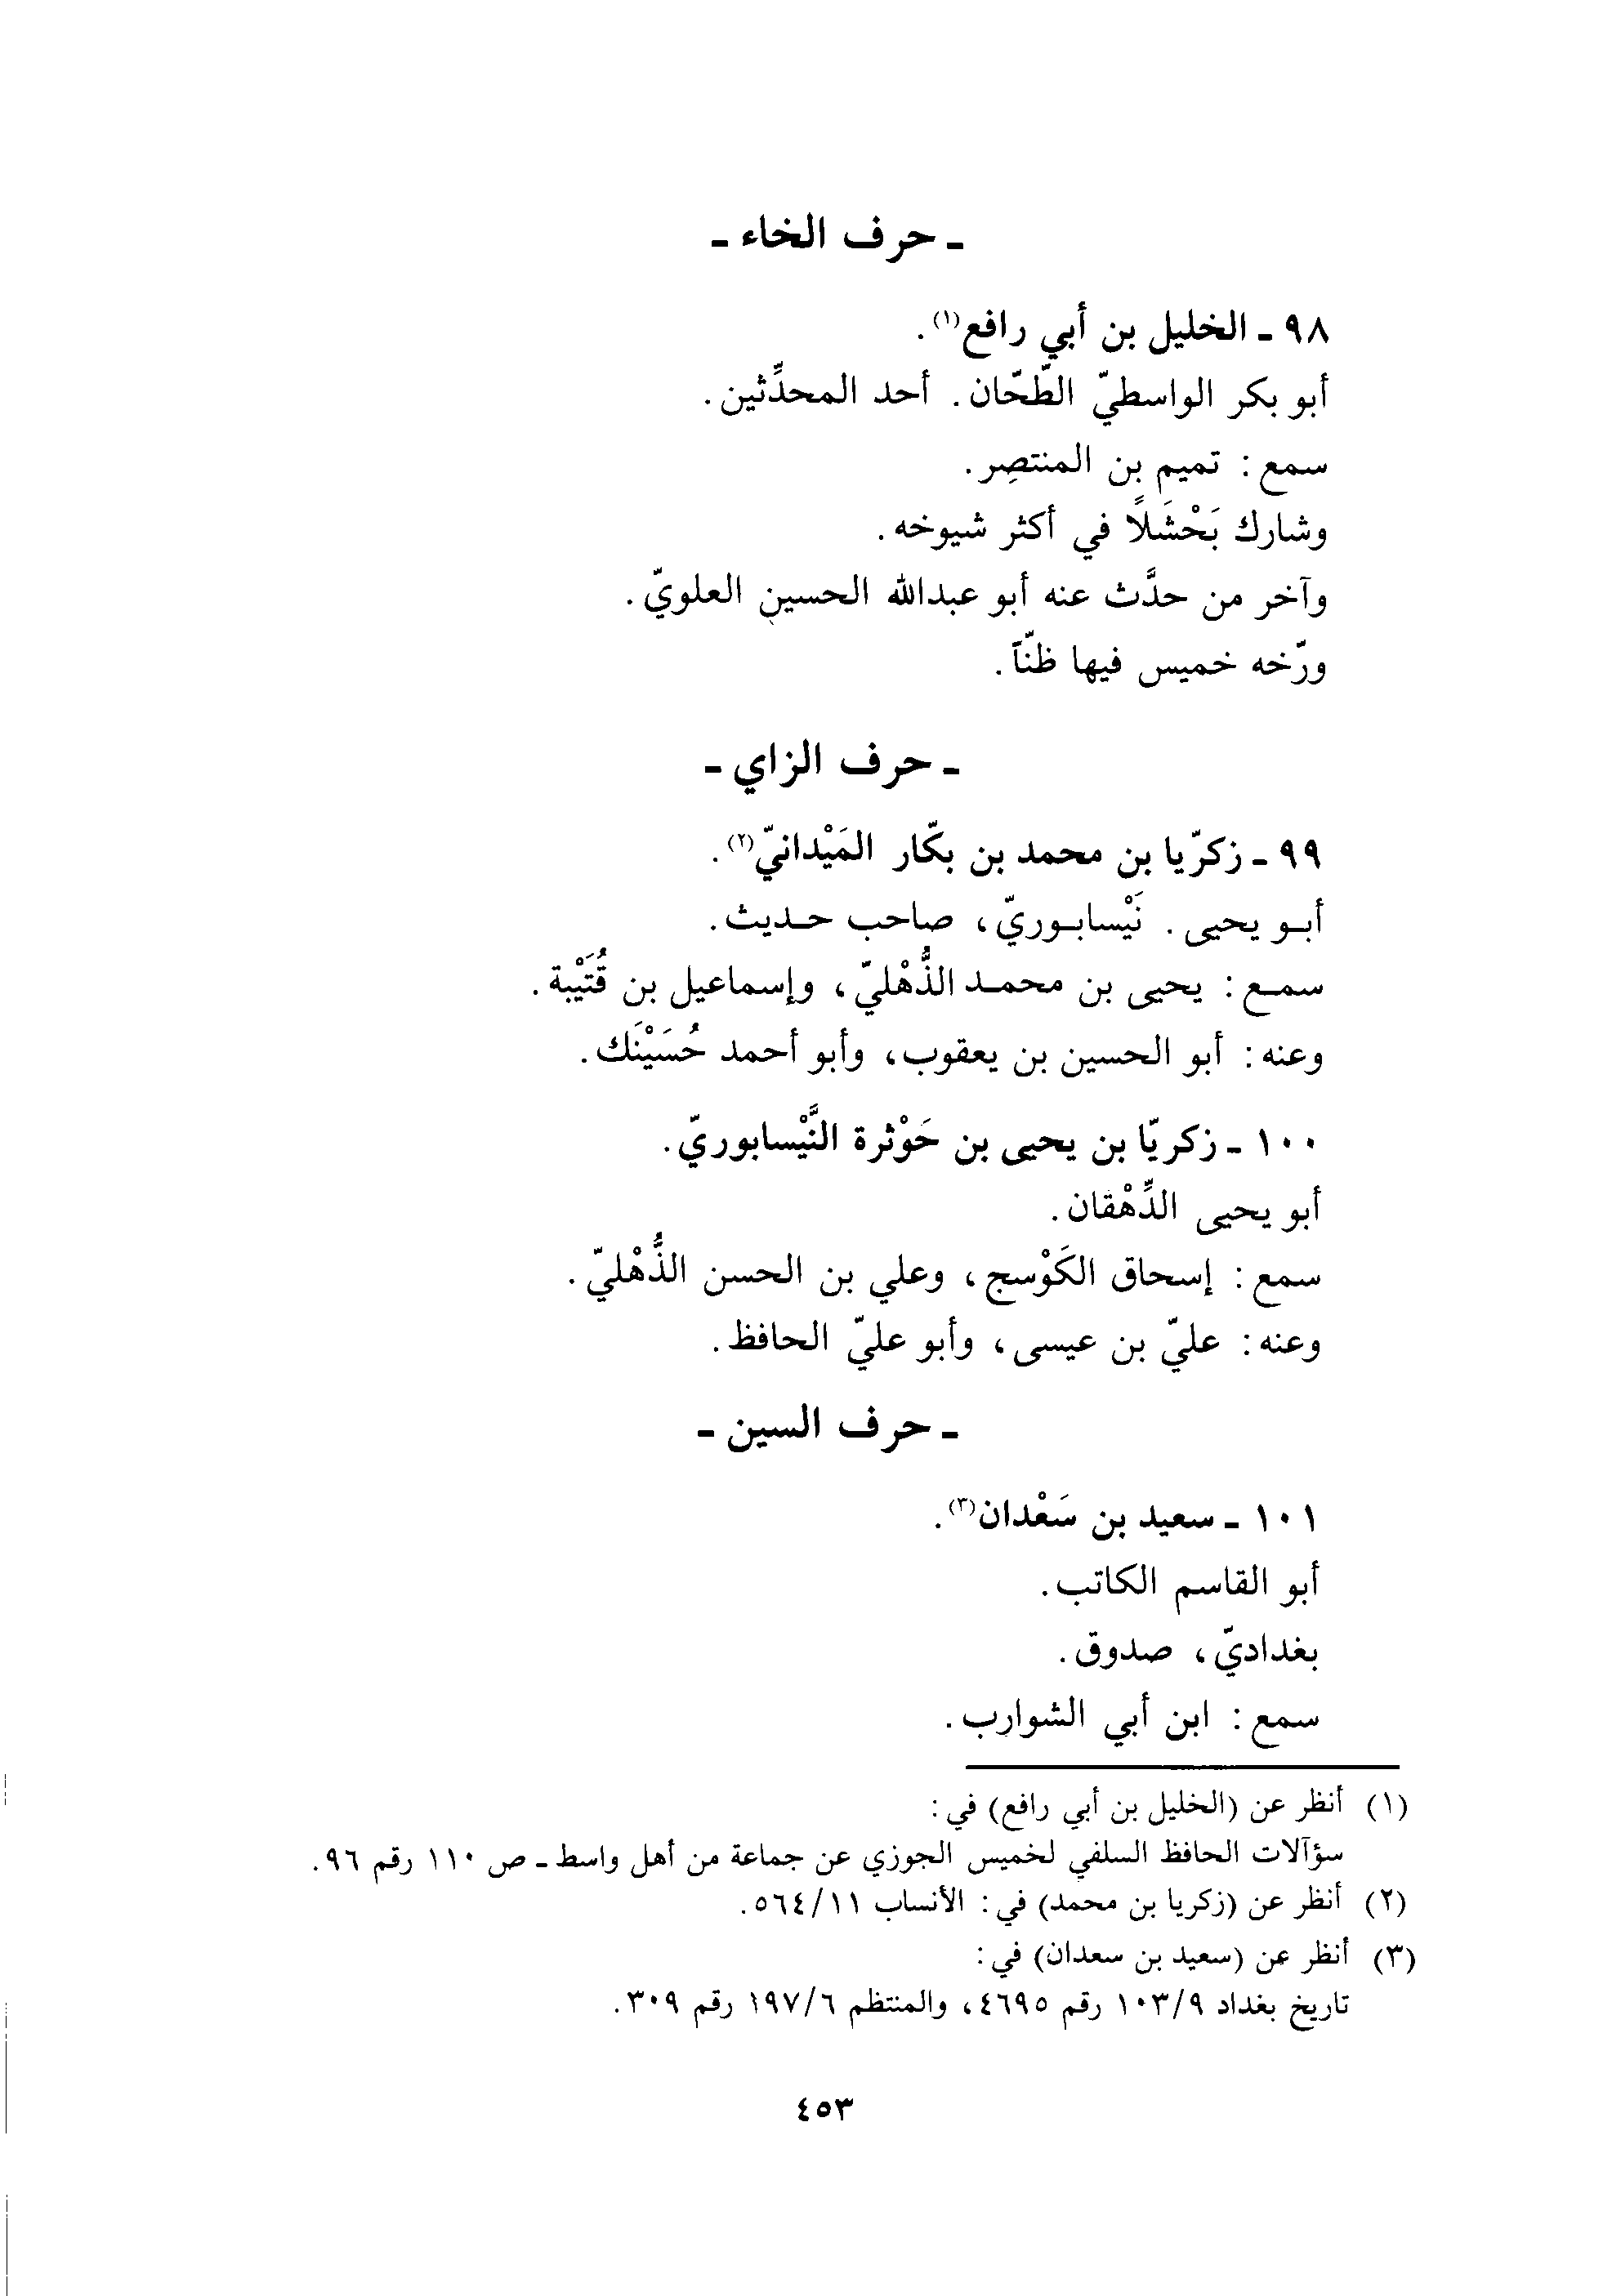 ـ حرف الخاء ـ
٩٨ ـ الخليل بن أبي رافع(١).
أبو بكر الواسطيّ الطّحّان. أحد المحدِّثين.
سمع: تميم بن المنتصِر.
وشارك بَحْشَلاً في أكثر شيوخه.
وآخر من حدَّث عنه أبو عبدالله الحسين العلويّ.
ورّخه خميس فيها ظنّاً.
ـ حرف الزاي ـ
٩٩ ـ زكرّيا بن محمد بن بكّار المَيْدانيّ(٢).
أبـو يحيى. نَيْسابـوريّ، صاحب حـديث.
سمـع: يحيى بن محمـد الذُّهْليّ، وإسماعيل بن قُتَيْبة.
وعنه: أبو الحسين بن يعقوب، وأبو أحمد حُسَيْنَك.
١٠٠ ـ زكريّا بن يحيى بن حَوْثرة النَّيْسابوريّ.
أبو يحيى الدِّهْقان.
سمع: إسحاق الكَوْسج، وعلي بن الحسن الذُّهْليّ.
وعنه: عليّ بن عيسى، وأبو عليّ الحافظ.
ـ حرف السين ـ
١٠١ ـ سعيد بن سَعْدان(٣).
أبو القاسم الكاتب.
بغداديّ، صدوق.
سمع: ابن أبي الشوارب.
(١) أنظر عن (الخليل بن أبي رافع) في:
سؤآلات الحافظ السلفي لخميس الجوزي عن جماعة من أهل واسط ـ ص ١١٠ رقم ٩٦.
(٢) أنظر عن (زكريا بن محمد) في: الأنساب ٥٦٤/١١.
(٣) أنظر عن (سعيد بن سعدان) في:
تاريخ بغداد ١٠٣/٩ رقم ٤٦٩٥، والمنتظم ١٩٧/٦ رقم ٣٠٩.
٤٥٣